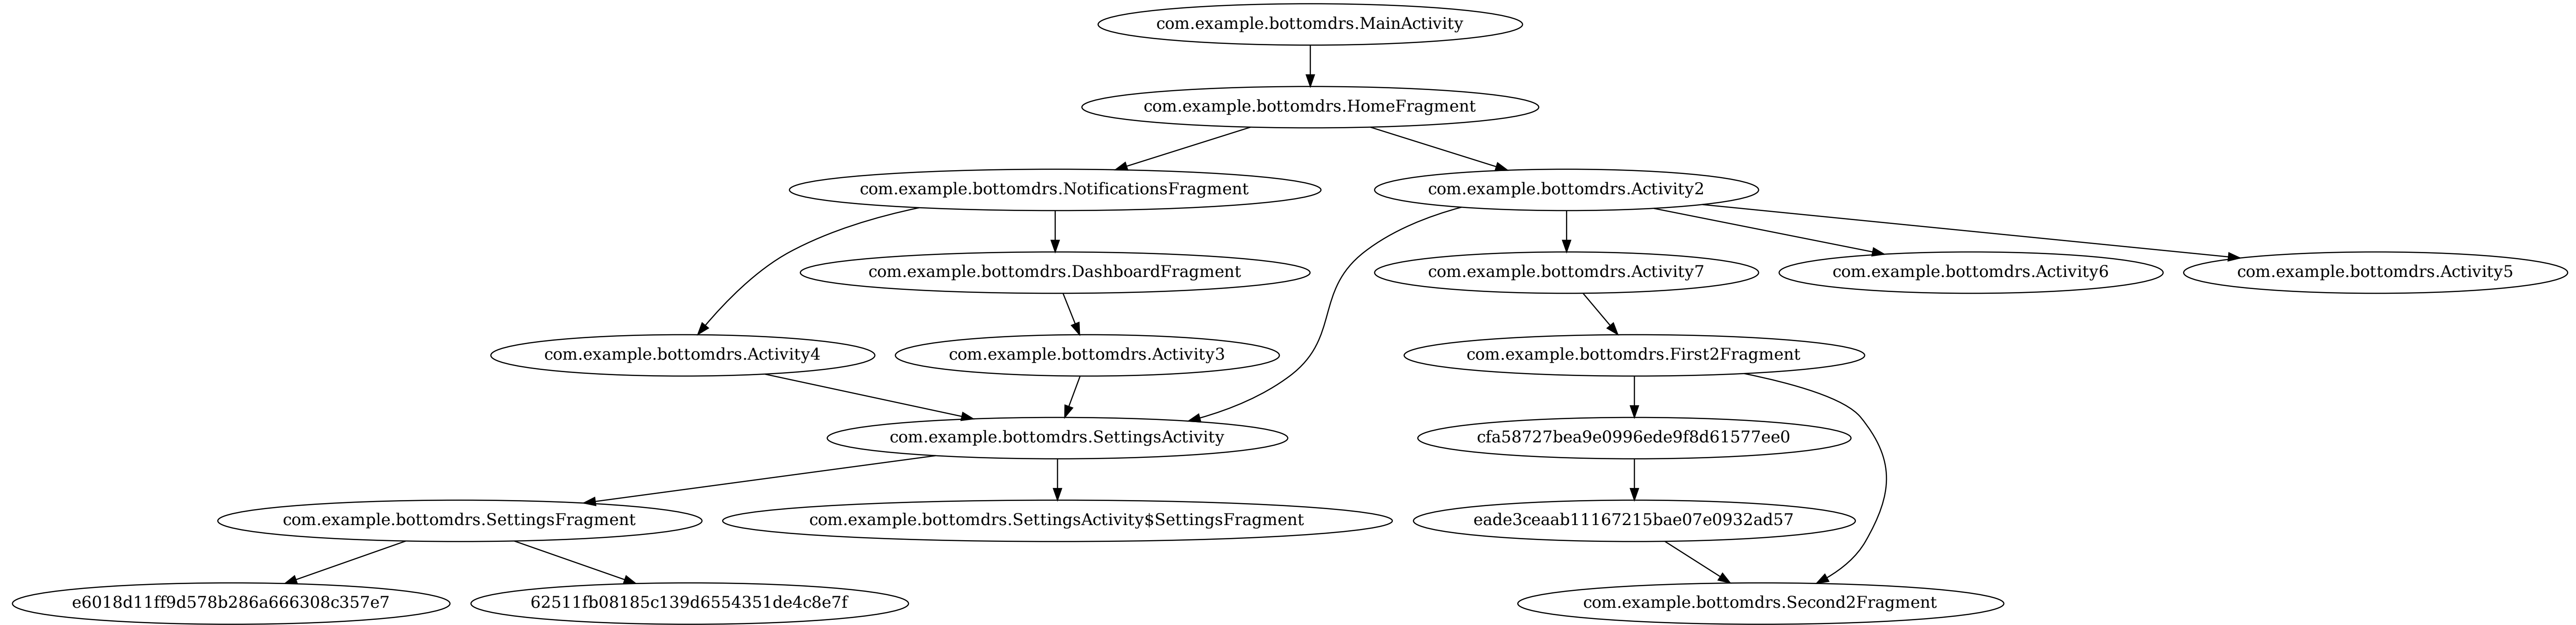 com.example.bottomdrs.MainActivity
com.example.bottomdrs.HomeFragment
com.example.bottomdrs.NotificationsFragment
com.example.bottomdrs.Activity2
com.example.bottomdrs.DashboardFragment
com.example.bottomdrs.Activity7
com.example.bottomdrs.Activity6
com.example.bottomdrs.Activity5
com.example.bottomdrs.Activity4
com.example.bottomdrs.Activity3
com.example.bottomdrs.First2Fragment
com.example.bottomdrs.SettingsActivity
cfa58727bea9e0996ede9f8d61577ee0
com.example.bottomdrs.SettingsFragment
com.example.bottomdrs.SettingsActivity$SettingsFragment
eade3ceaab11167215bae07e0932ad57
e6018d11ff9d578b286a666308c357e7
62511fb08185c139d6554351de4c8e7f
com.example.bottomdrs.Second2Fragment